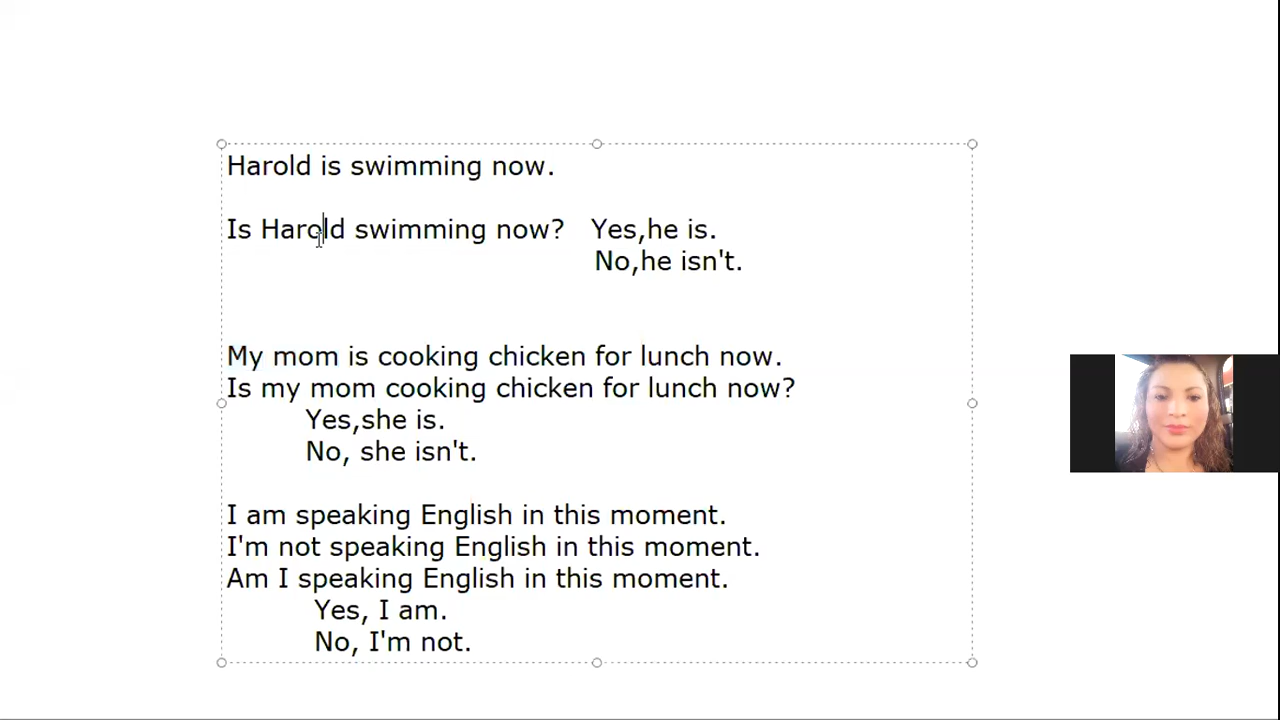 Harold is swimming now.
Is Harold swimming now? Yes,he is.
No,he isn't.
My mom is cooking chicken for lunch now.
Is my mom cooking chicken for lunch now?
Yes,she is.
No, she isn't.
I am speaking English in this moment.
I'm not speaking English in this moment.
Am I speaking English in this moment.
Yes, I am.
No, I'm not.